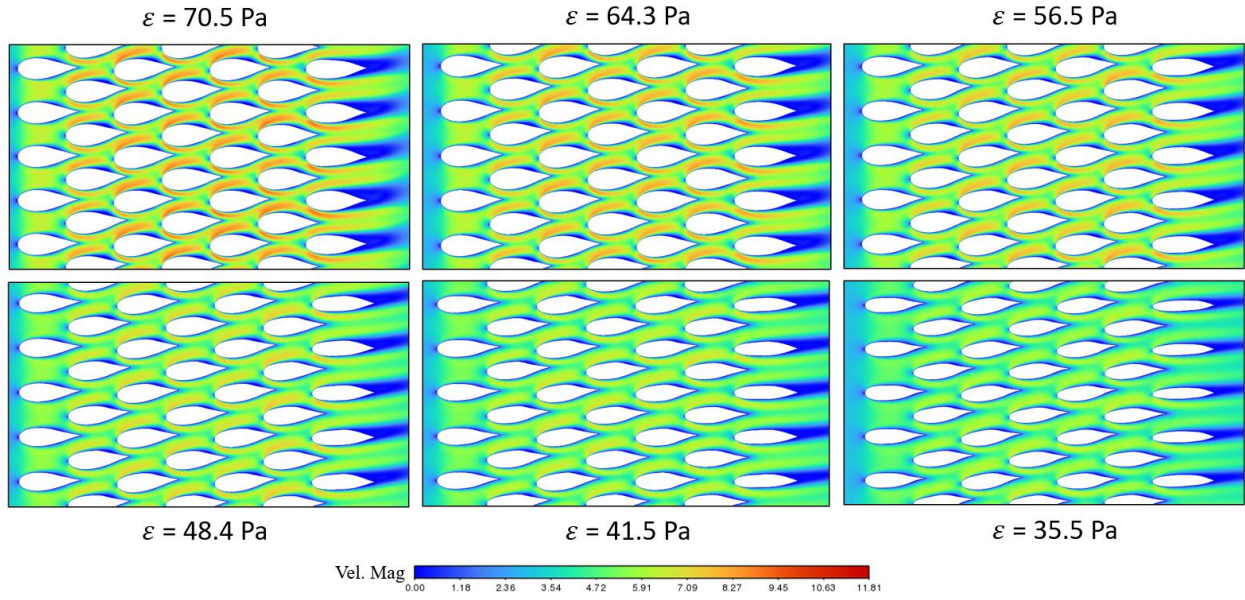 ε = 70.5 Pa
ε = 64.3 Pa
ε = 56.5 Pa
ε = 48.4 Pa
ε = 41.5 Pa
ε = 35.5 Pa
Vel. Mag
0.00 1.18 2.36 3.54 4.72 5.91 7.09 8.27 9.45 10.63 11.81